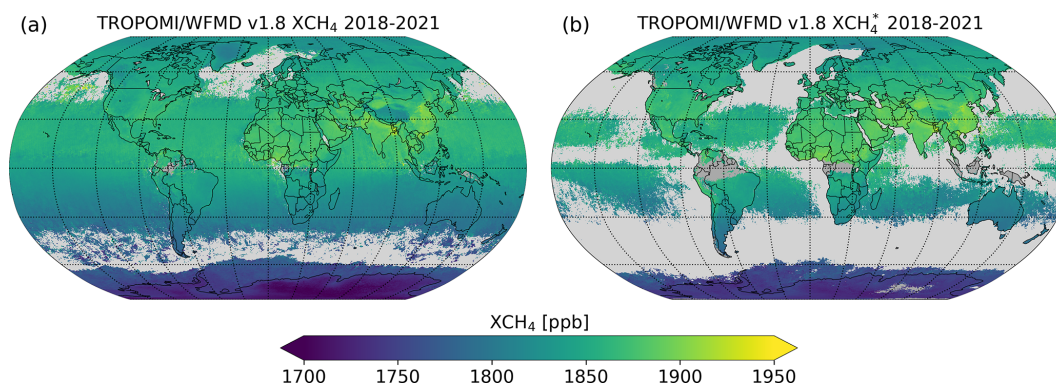 (a) TROPOMI/WFMD v1.8 XCH₄ 2018-2021
(b) TROPOMI/WFMD v1.8 XCH₄* 2018-2021
XCH₄ [ppb]
1700 1750 1800 1850 1900 1950